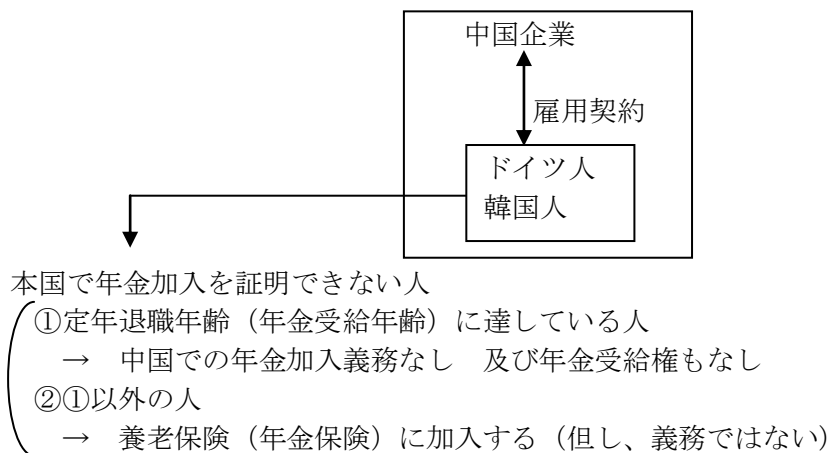 中国企業
雇用契約
ドイツ人
韓国人
本国で年金加入を証明できない人
①定年退職年齢（年金受給年齢）に達している人
→　中国での年金加入義務なし　及び年金受給権もなし
②①以外の人
→　養老保険（年金保険）に加入する（但し、義務ではない）